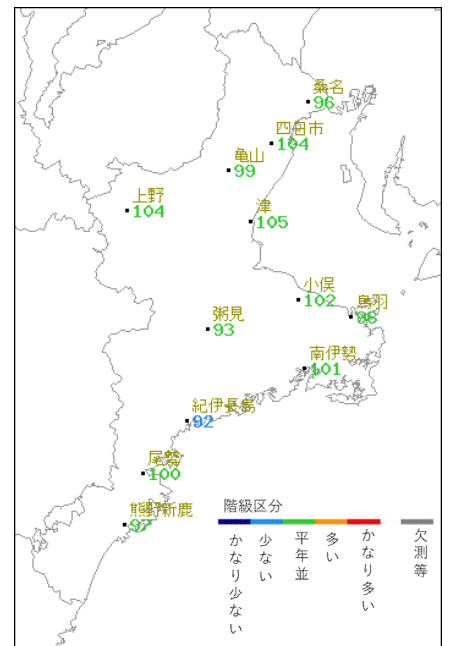 桑名
96
四日市
104
亀山
99
上野
104
津
105
小俣
102
鳥羽
98
粥見
93
南伊勢
101
紀伊長島
92
尾鷲
100
熊野新鹿
97
階級区分
かなり少ない
少ない
平年並
多い
かなり多い
欠測等